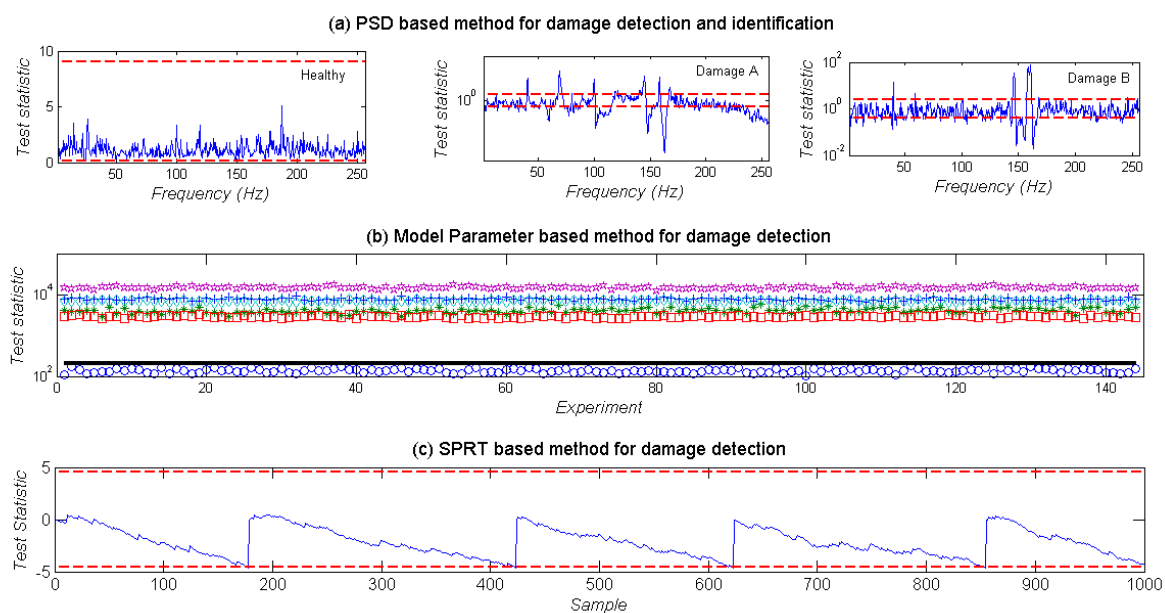 (a) PSD based method for damage detection and identification
Test statistic
10
5
0
Healthy
50
100
150
200
250
Frequency (Hz)
Test statistic
10^0
Damage A
50
100
150
200
250
Frequency (Hz)
Test statistic
10^2
10^0
10^-2
Damage B
50
100
150
200
250
Frequency (Hz)
(b) Model Parameter based method for damage detection
Test statistic
10^4
10^2
0
20
40
60
80
100
120
140
Experiment
(c) SPRT based method for damage detection
Test Statistic
5
0
-5
0
100
200
300
400
500
600
700
800
900
1000
Sample